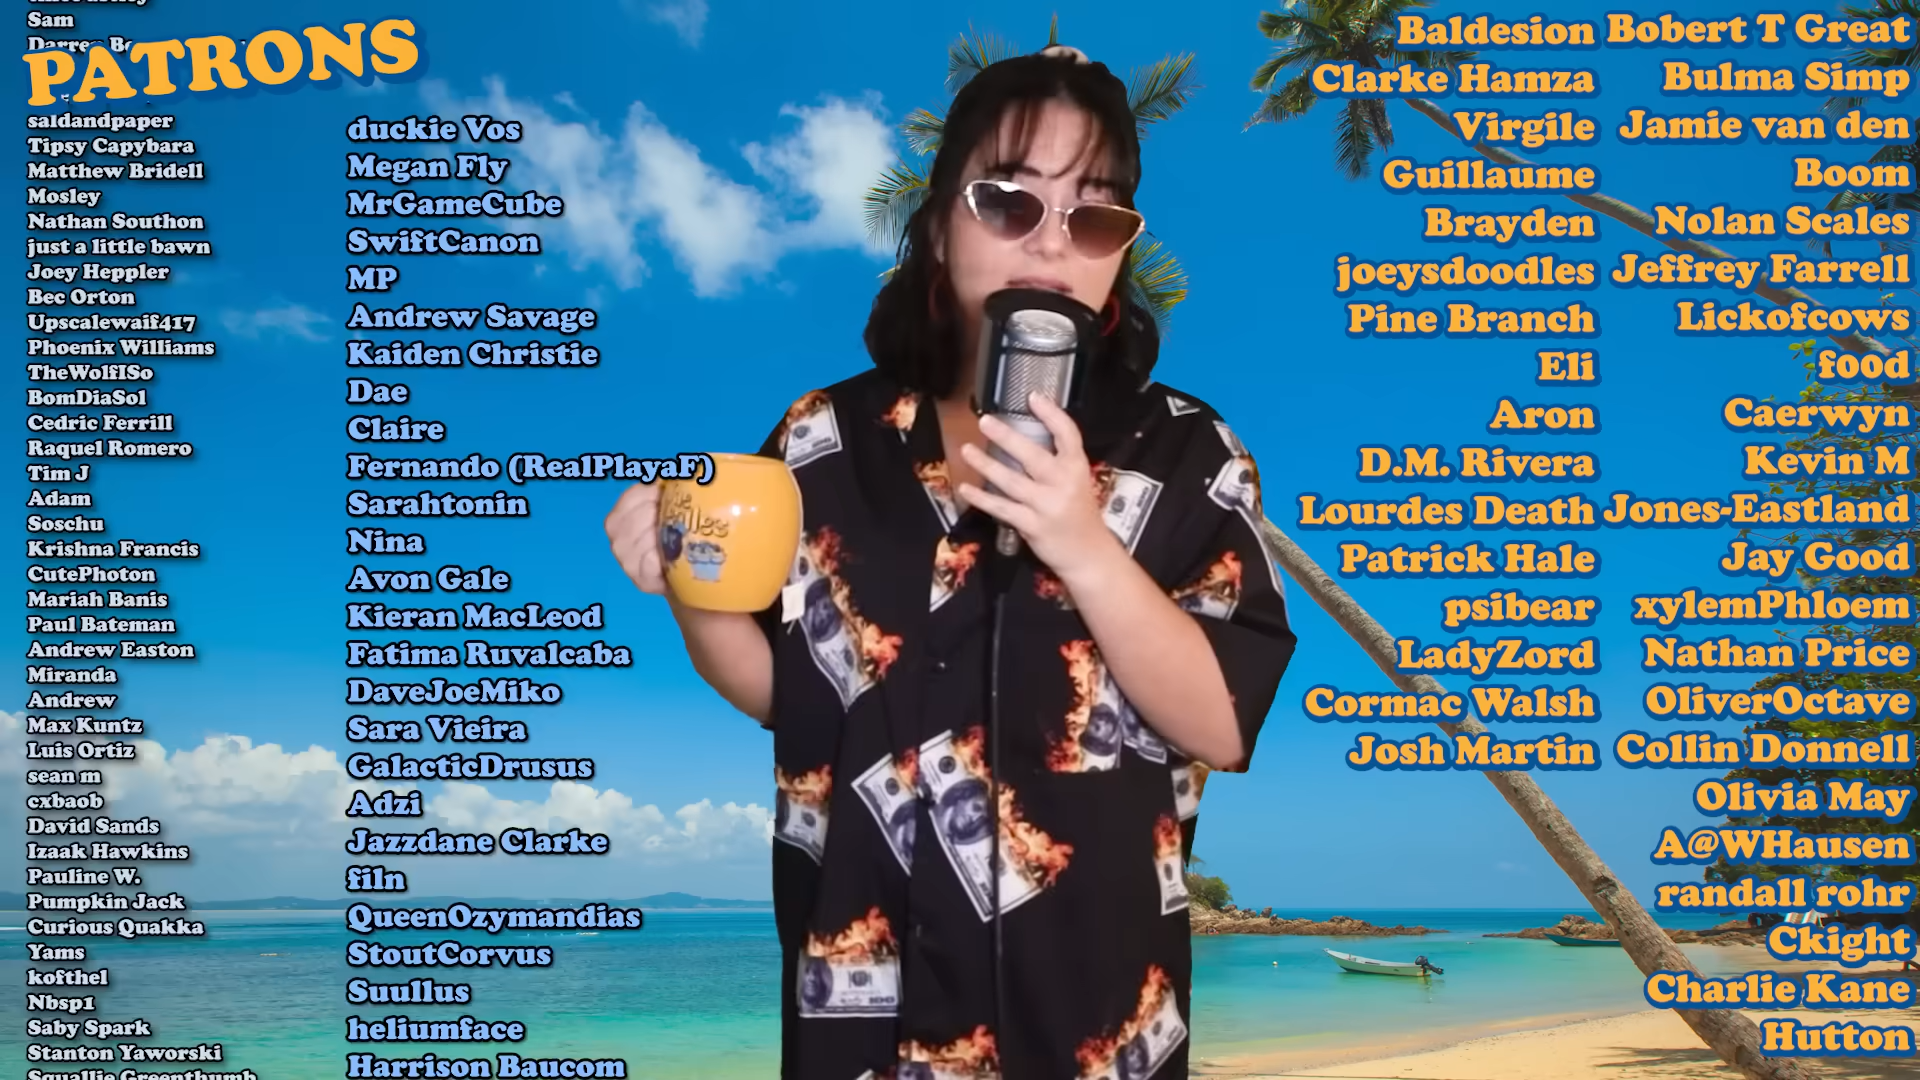 Sam
PATRONS
saldandpaper
Tipsy Capybara
Matthew Bridell
Mosley
Nathan Southon
just a little bawn
Joey Heppler
Bec Orton
Upscalewaif417
Phoenix Williams
TheWolfISo
BomDiaSol
Cedric Ferrill
Raquel Romero
Tim J
Adam
Soschu
Krishna Francis
CutePhoton
Mariah Banis
Paul Bateman
Andrew Easton
Miranda
Andrew
Max Kuntz
Luis Ortiz
sean m
cxbaob
David Sands
Izaak Hawkins
Pauline W.
Pumpkin Jack
Curious Quakka
Yams
kofthel
Nbsp1
Saby Spark
Stanton Yaworski
Squallie Greenthumb
duckie Vos
Megan Fly
MrGameCube
SwiftCanon
MP
Andrew Savage
Kaiden Christie
Dae
Claire
Fernando (RealPlayaF)
Sarahtonin
Nina
Avon Gale
Kieran MacLeod
Fatima Ruvalcaba
DaveJoeMiko
Sara Vieira
GalacticDrusus
Adzi
Jazzdane Clarke
filn
QueenOzymandias
StoutCorvus
Suullus
heliumface
Harrison Baucom
Baldesion
Clarke Hamza
Virgile
Guillaume
Brayden
joeysdoodles
Pine Branch
Eli
Aron
D.M. Rivera
Lourdes Death
Patrick Hale
psibear
LadyZord
Cormac Walsh
Josh Martin
Bobert T Great
Bulma Simp
Jamie van den
Boom
Nolan Scales
Jeffrey Farrell
Lickofcows
food
Caerwyn
Kevin M
Jones-Eastland
Jay Good
xylemPhloem
Nathan Price
OliverOctave
Collin Donnell
Olivia May
A@WHausen
randall rohr
Ckight
Charlie Kane
Hutton